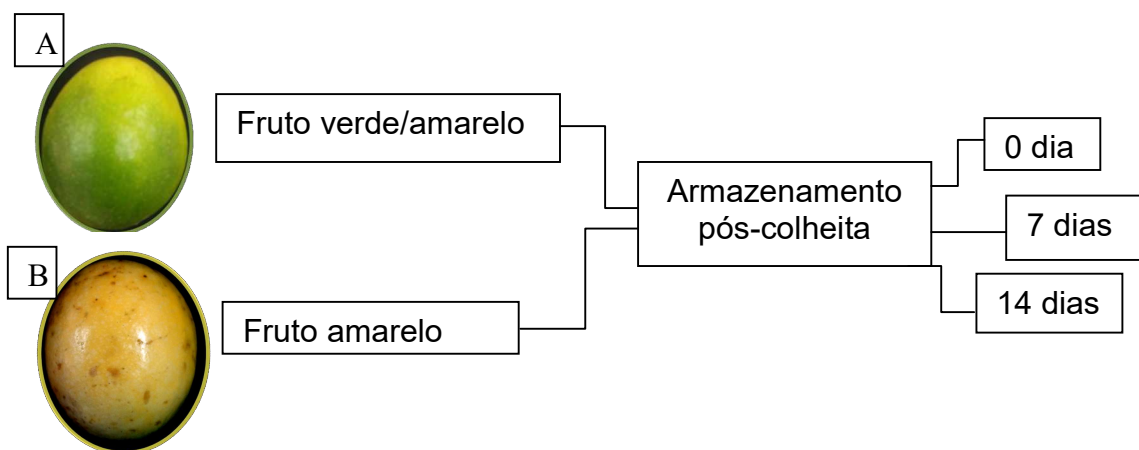 A
Fruto verde/amarelo
B
Fruto amarelo
Armazenamento
pós-colheita
0 dia
7 dias
14 dias